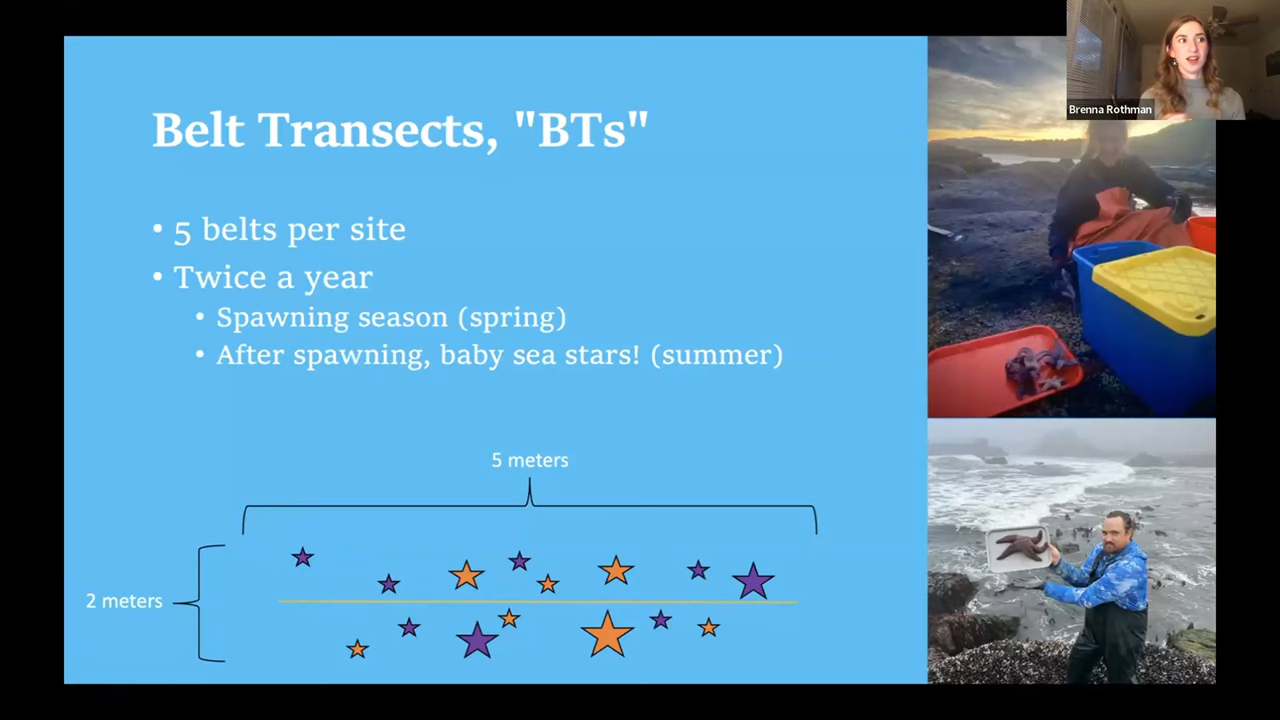 Brenna Rothman
Belt Transects, "BTs"
• 5 belts per site
• Twice a year
• Spawning season (spring)
• After spawning, baby sea stars! (summer)
5 meters
2 meters